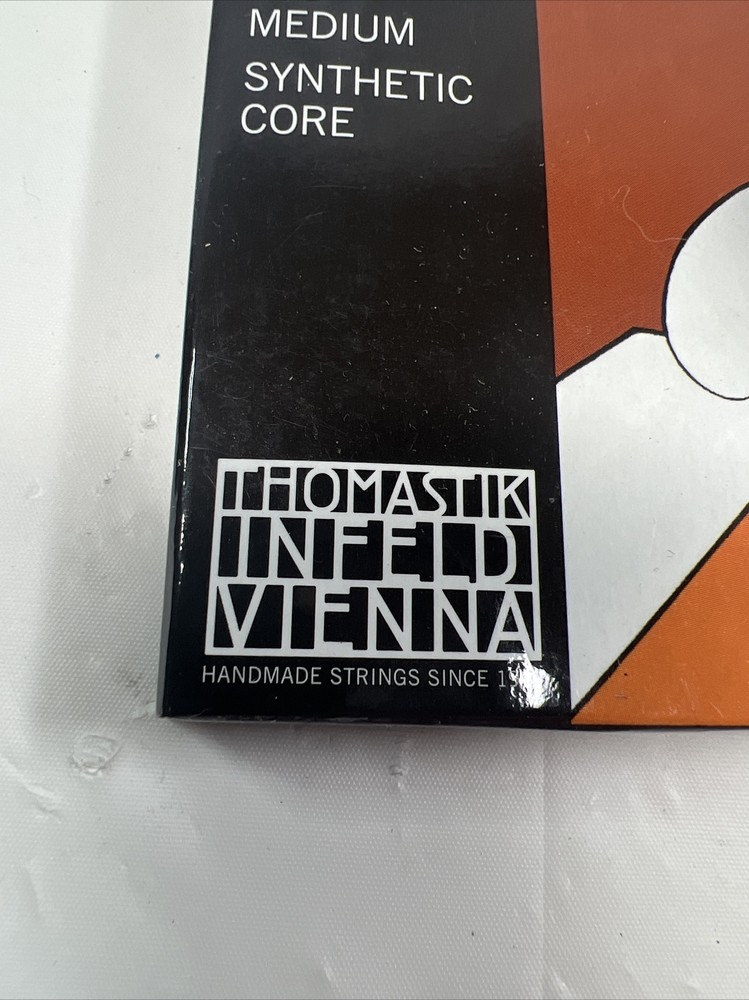 MEDIUM
SYNTHETIC
CORE
THOMASTIK
INFELD
VIENNA
HANDMADE STRINGS SINCE